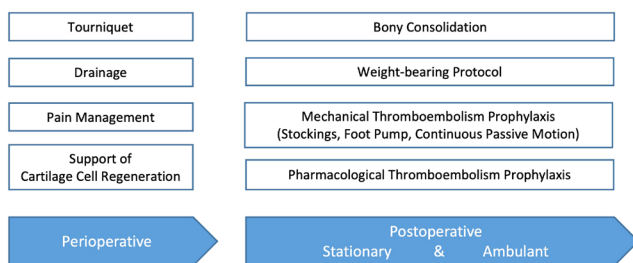 Tourniquet
Drainage
Pain Management
Support of
Cartilage Cell Regeneration
Perioperative
Bony Consolidation
Weight-bearing Protocol
Mechanical Thromboembolism Prophylaxis
(Stockings, Foot Pump, Continuous Passive Motion)
Pharmacological Thromboembolism Prophylaxis
Postoperative
Stationary & Ambulant